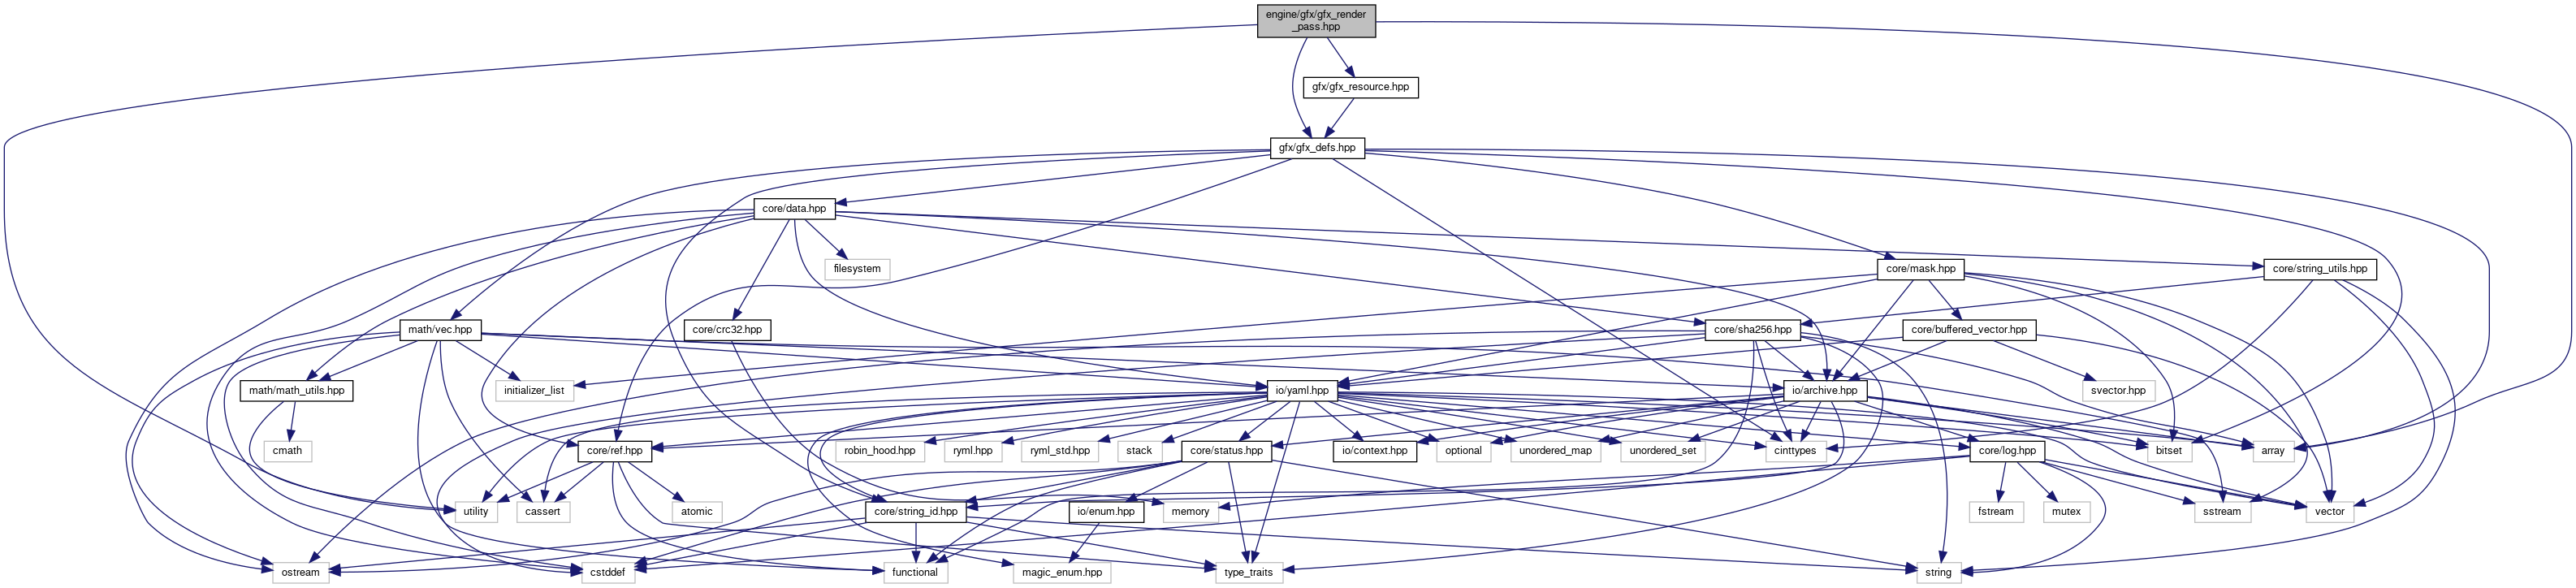 engine/gfx/gfx_render
_pass.hpp
gfx/gfx_resource.hpp
gfx/gfx_defs.hpp
core/data.hpp
filesystem
core/mask.hpp
core/string_utils.hpp
math/vec.hpp
core/crc32.hpp
core/sha256.hpp
core/buffered_vector.hpp
math/math_utils.hpp
initializer_list
io/yaml.hpp
io/archive.hpp
svector.hpp
cmath
core/ref.hpp
robin_hood.hpp
ryml.hpp
ryml_std.hpp
stack
core/status.hpp
io/context.hpp
optional
unordered_map
unordered_set
cinttypes
core/log.hpp
bitset
array
utility
cassert
atomic
core/string_id.hpp
io/enum.hpp
memory
fstream
mutex
sstream
vector
ostream
cstddef
functional
magic_enum.hpp
type_traits
string